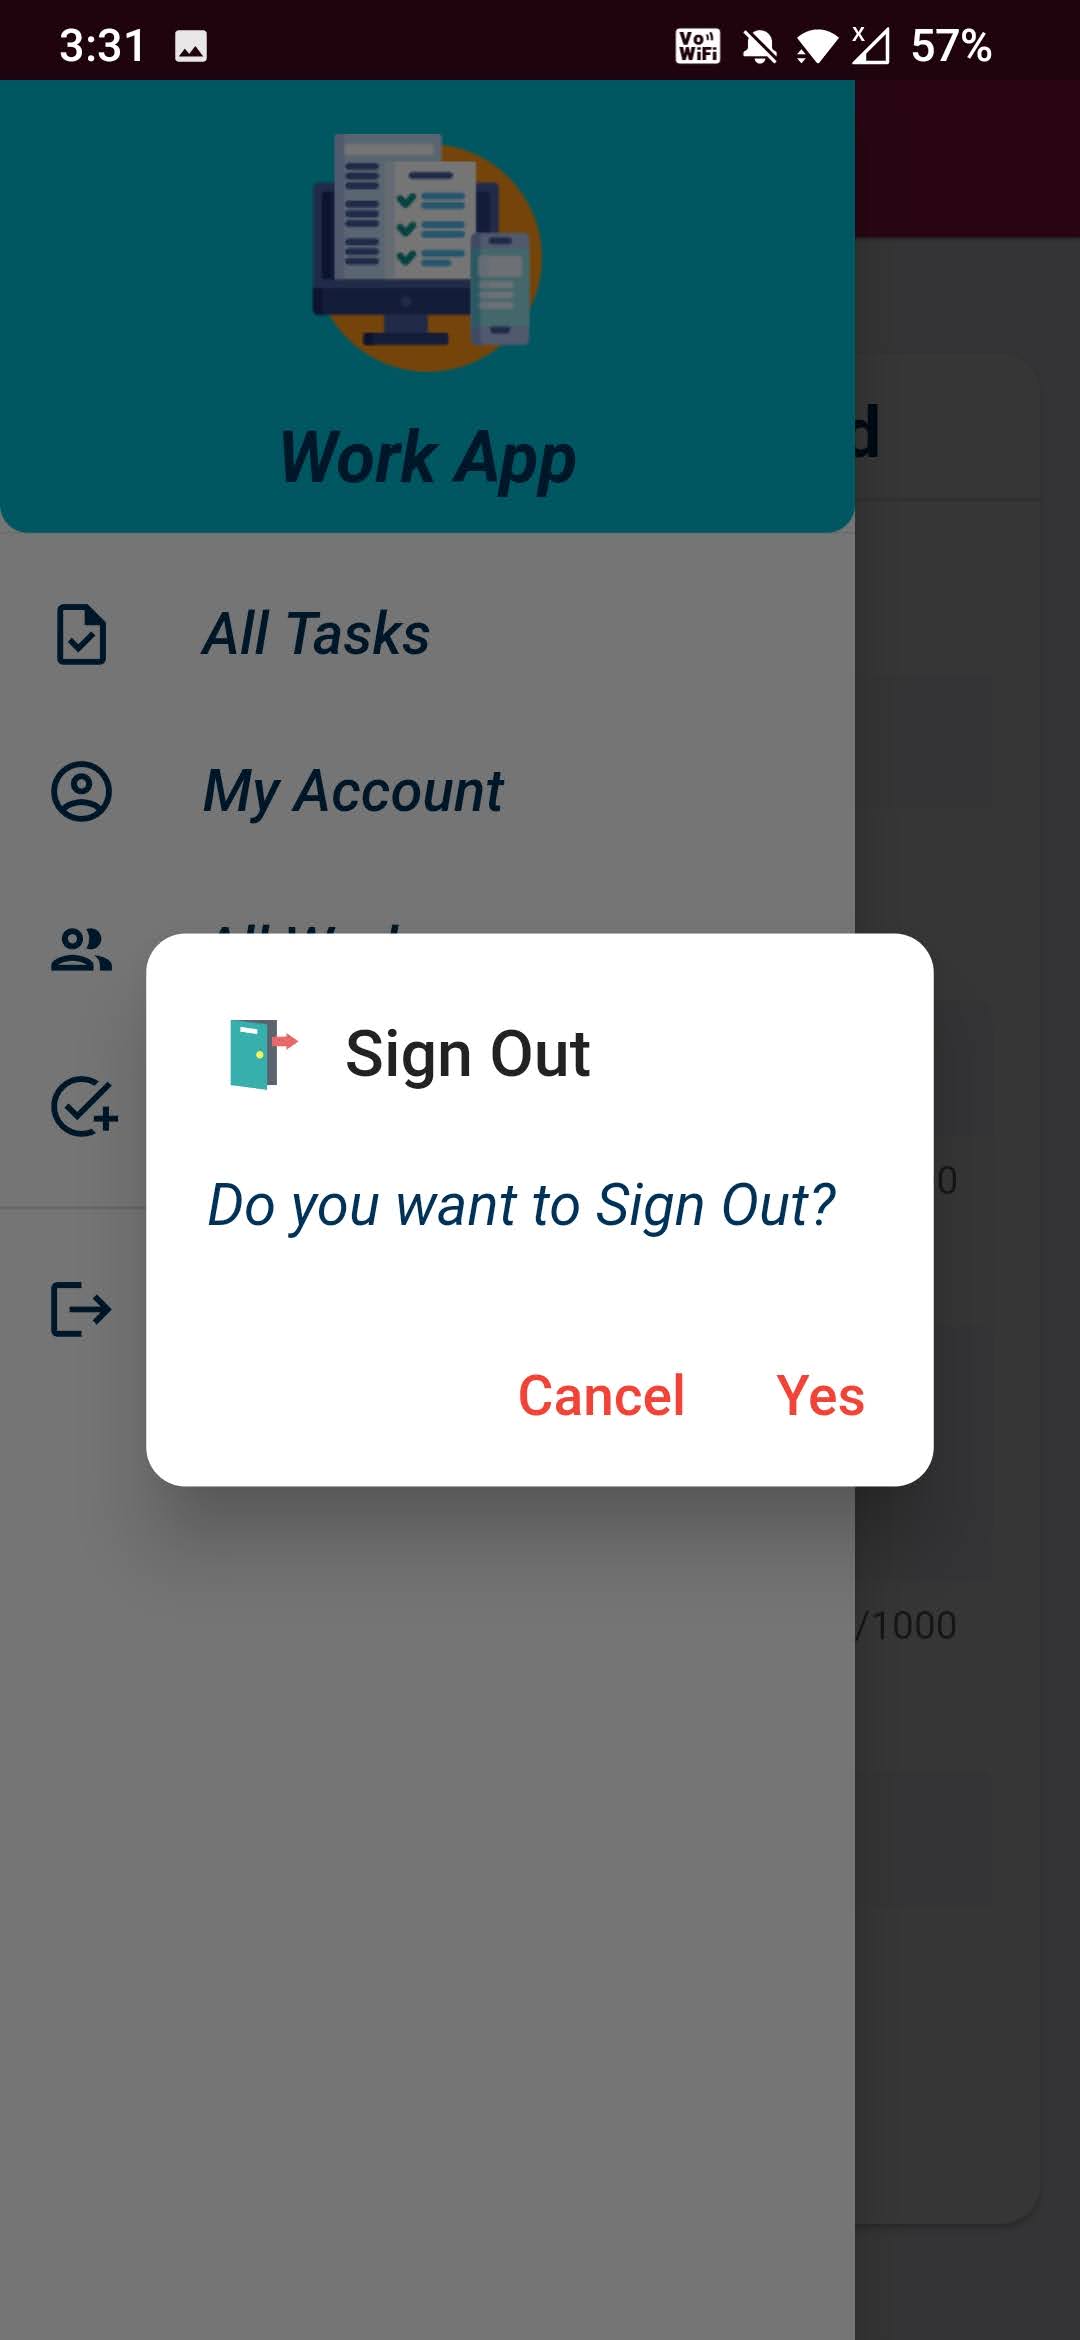 3:31 Vo WiFi X 57%
Work App
d
All Tasks
My Account
All
Sign Out
Do you want to Sign Out?
0
Cancel Yes
/1000